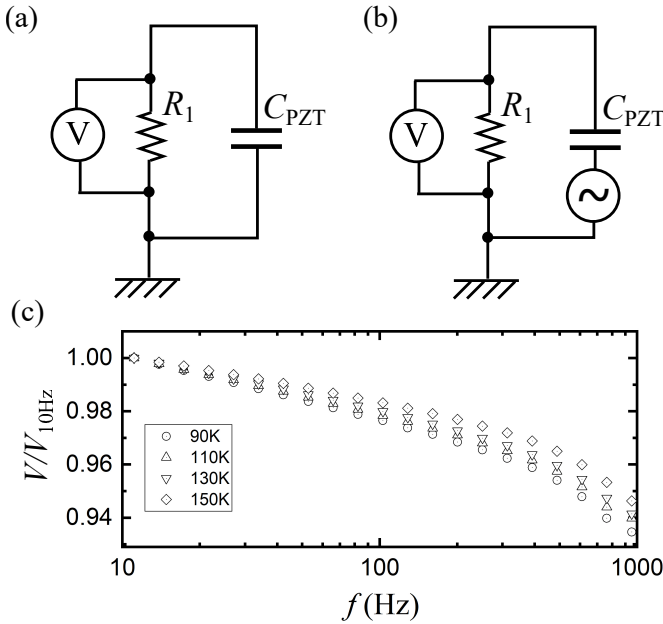 (a) (b)
V R1 CPZT V R1 CPZT
~
(c)
V/V10Hz
1.00
0.98
0.96
0.94
90K
110K
130K
150K
10 100 1000
f (Hz)